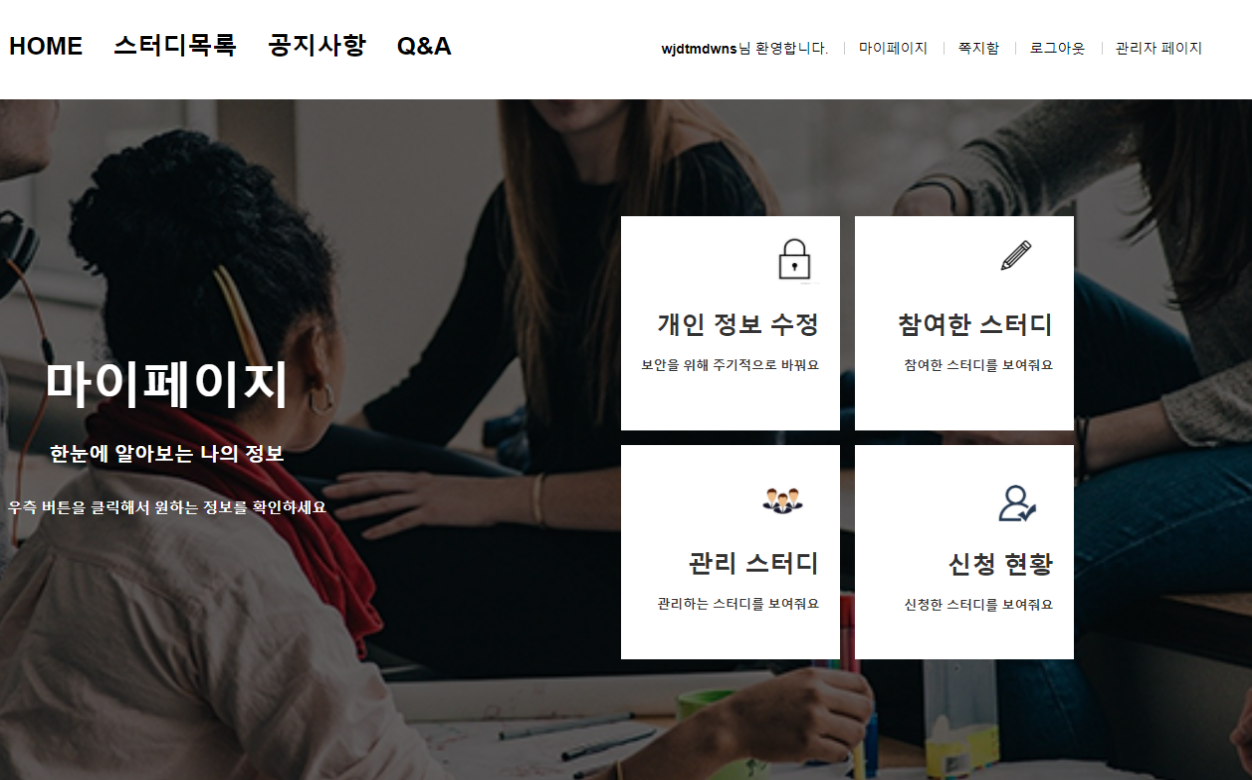 HOME 스터디목록 공지사항 Q&A
wjdtmdwns님 환영합니다. | 마이페이지 | 쪽지함 | 로그아웃 | 관리자 페이지
마이페이지
한눈에 알아보는 나의 정보
우측 버튼을 클릭해서 원하는 정보를 확인하세요
개인 정보 수정
보안을 위해 주기적으로 바꿔요
참여한 스터디
참여한 스터디를 보여줘요
관리 스터디
관리하는 스터디를 보여줘요
신청 현황
신청한 스터디를 보여줘요